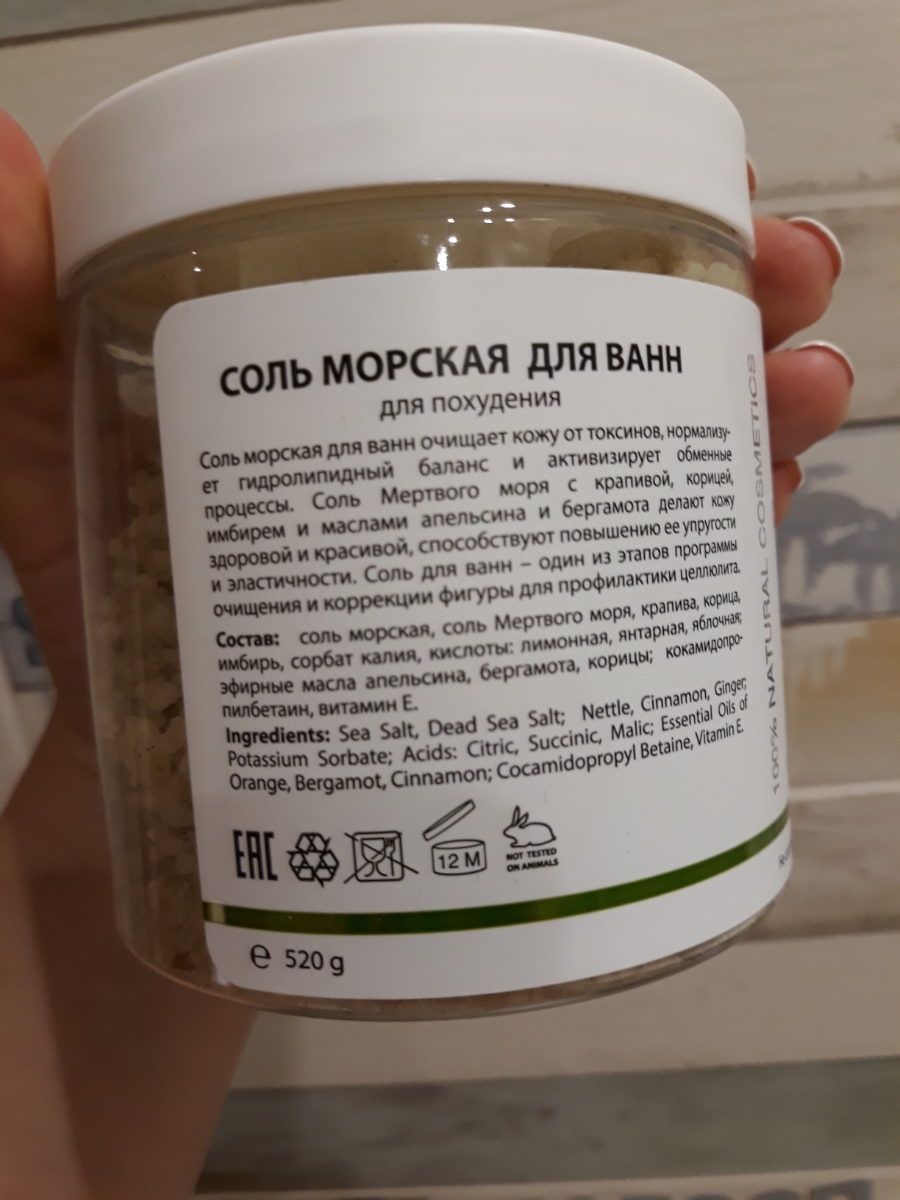 СОЛЬ МОРСКАЯ ДЛЯ ВАНН
для похудения
Соль морская для ванн очищает кожу от токсинов, нормализу-
ет гидролипидный баланс и активизирует обменные
процессы. Соль Мертвого моря с крапивой, корицей,
имбирем и маслами апельсина и бергамота делают кожу
здоровой и красивой, способствуют повышению ее упругости
и эластичности. Соль для ванн – один из этапов программы
очищения и коррекции фигуры для профилактики целлюлита.
Состав: соль морская, соль Мертвого моря, крапива, корица,
имбирь, сорбат калия, кислоты: лимонная, янтарная, яблочная;
эфирные масла апельсина, бергамота, корицы; кокамидопро-
пилбетаин, витамин Е.
Ingredients: Sea Salt, Dead Sea Salt; Nettle, Cinnamon, Ginger;
Potassium Sorbate; Acids: Citric, Succinic, Malic; Essential Oils of
Orange, Bergamot, Cinnamon; Cocamidopropyl Betaine, Vitamin E.
EAC
12 M
NOT TESTED
ON ANIMALS
℮ 520 g
100% NATURAL COSMETICS